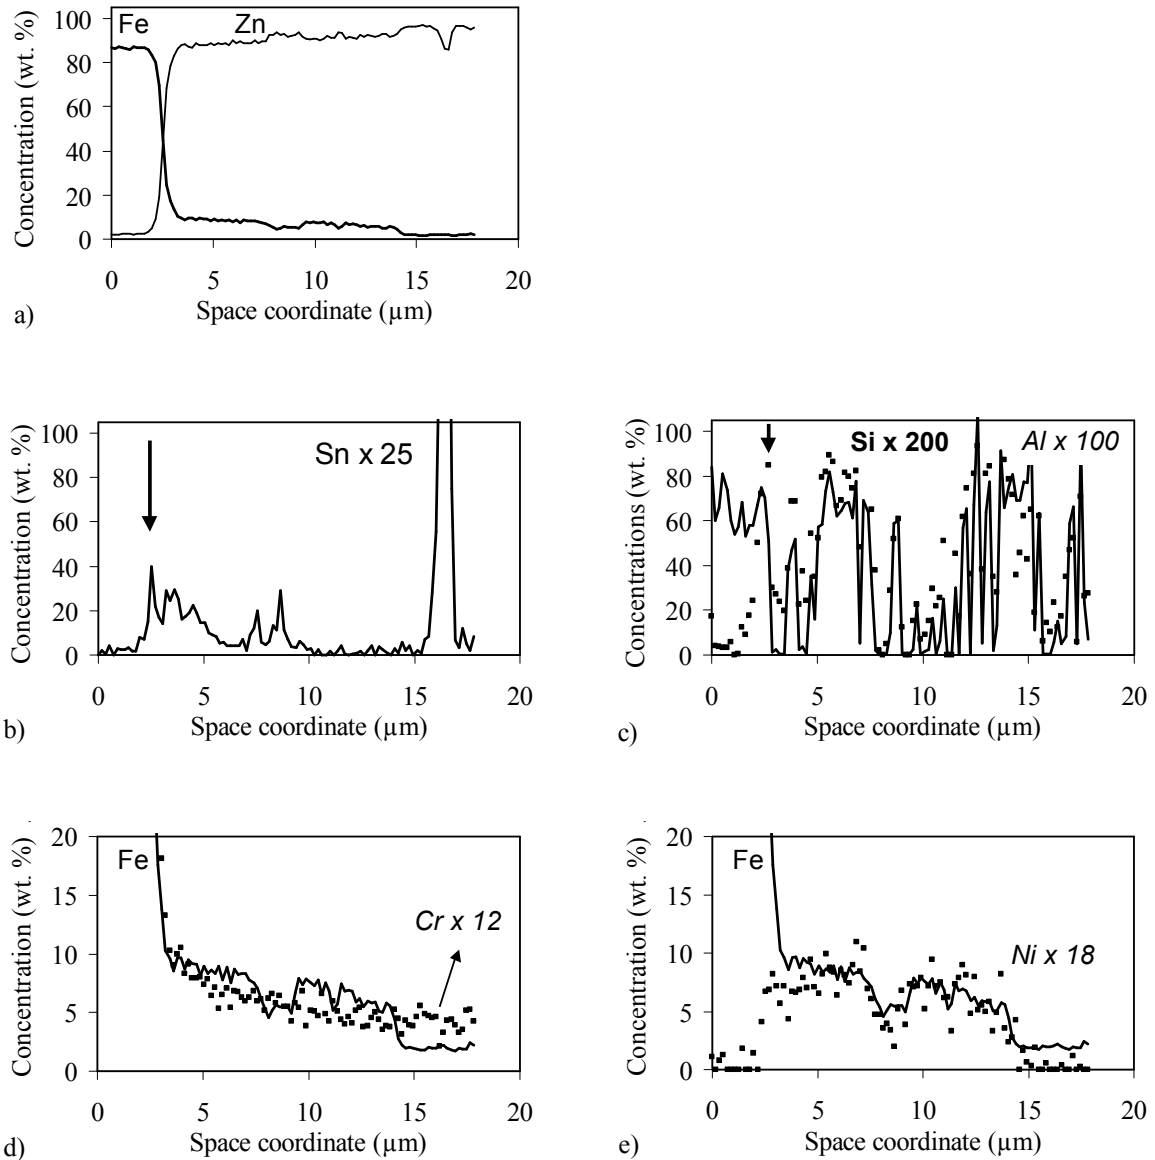 Concentration (wt. %)
100
80
60
40
20
0
Fe
Zn
0 5 10 15 20
Space coordinate (µm)
a)
Concentration (wt. %)
100
80
60
40
20
0
Sn x 25
0 5 10 15 20
Space coordinate (µm)
b)
Concentrations (wt. %)
100
80
60
40
20
0
Si x 200
Al x 100
0 5 10 15 20
Space coordinate (µm)
c)
Concentration (wt. %)
20
15
10
5
0
Fe
Cr x 12
0 5 10 15 20
Space coordinate (µm)
d)
Concentration (wt. %)
20
15
10
5
0
Fe
Ni x 18
0 5 10 15 20
Space coordinate (µm)
e)